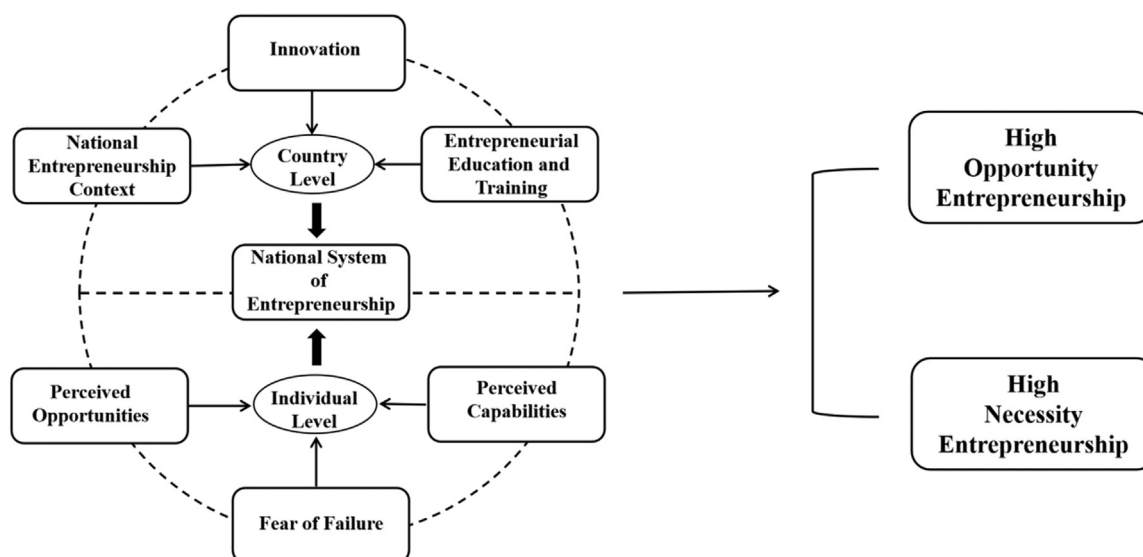 Innovation
National
Entrepreneurship
Context
Country
Level
Entrepreneurial
Education and
Training
National System
of
Entrepreneurship
Perceived
Opportunities
Individual
Level
Perceived
Capabilities
Fear of Failure
High
Opportunity
Entrepreneurship
High
Necessity
Entrepreneurship